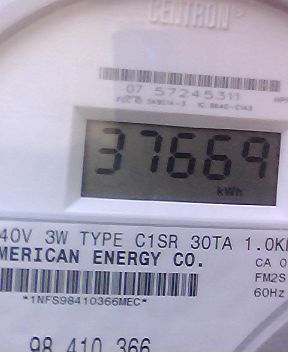 CENTRON®
07 57245311
37669
kWh
40V 3W TYPE C1SR 30TA 1.0K
MERICAN ENERGY CO.
CA 0
FM2S
*1NFS98410366MEC*
60Hz
98 410 366